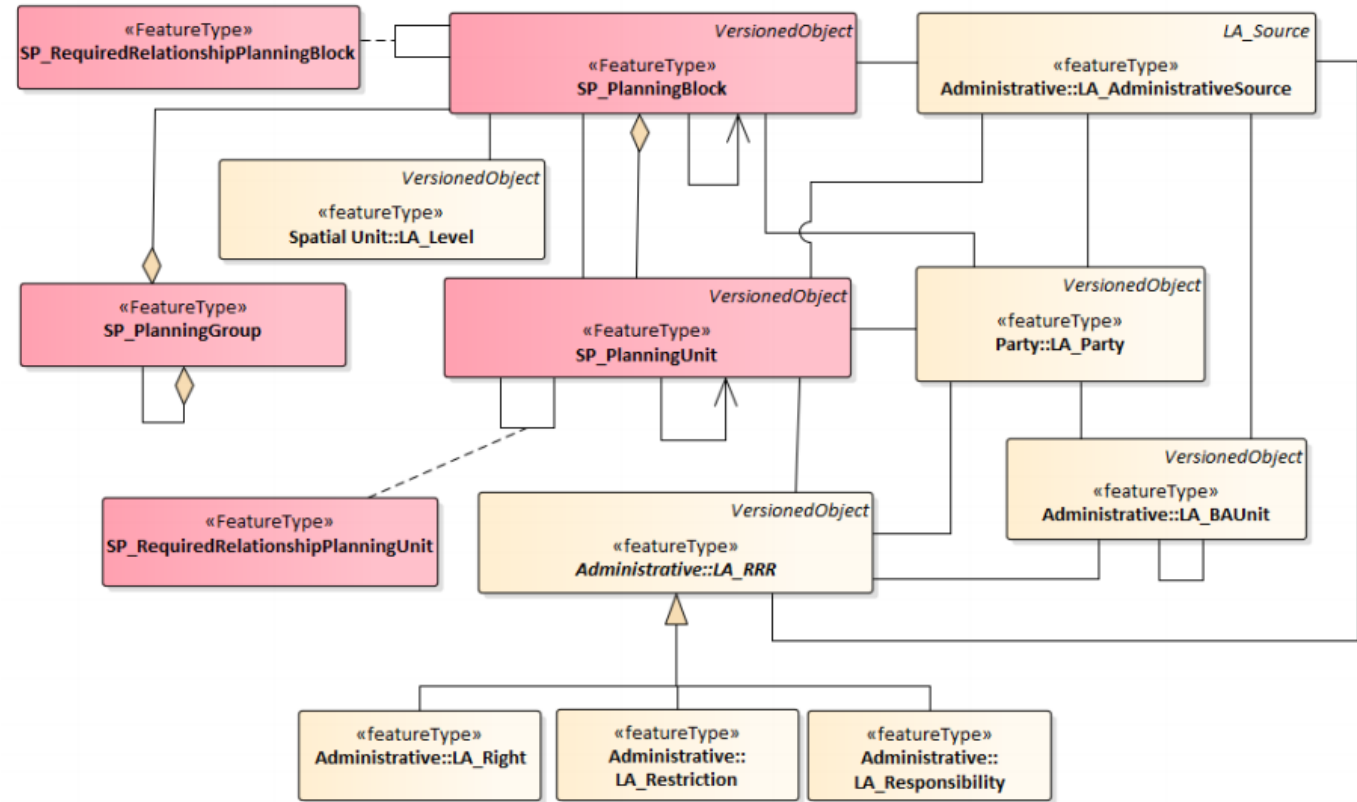 «FeatureType»
SP_RequiredRelationshipPlanningBlock
VersionedObject
«FeatureType»
SP_PlanningBlock
LA_Source
«featureType»
Administrative::LA_AdministrativeSource
VersionedObject
«featureType»
Spatial Unit::LA_Level
«FeatureType»
SP_PlanningGroup
VersionedObject
«FeatureType»
SP_PlanningUnit
VersionedObject
«featureType»
Party::LA_Party
VersionedObject
«featureType»
Administrative::LA_BAUnit
«FeatureType»
SP_RequiredRelationshipPlanningUnit
VersionedObject
«featureType»
Administrative::LA_RRR
«featureType»
Administrative::LA_Right
«featureType»
Administrative::
LA_Restriction
«featureType»
Administrative::
LA_Responsibility